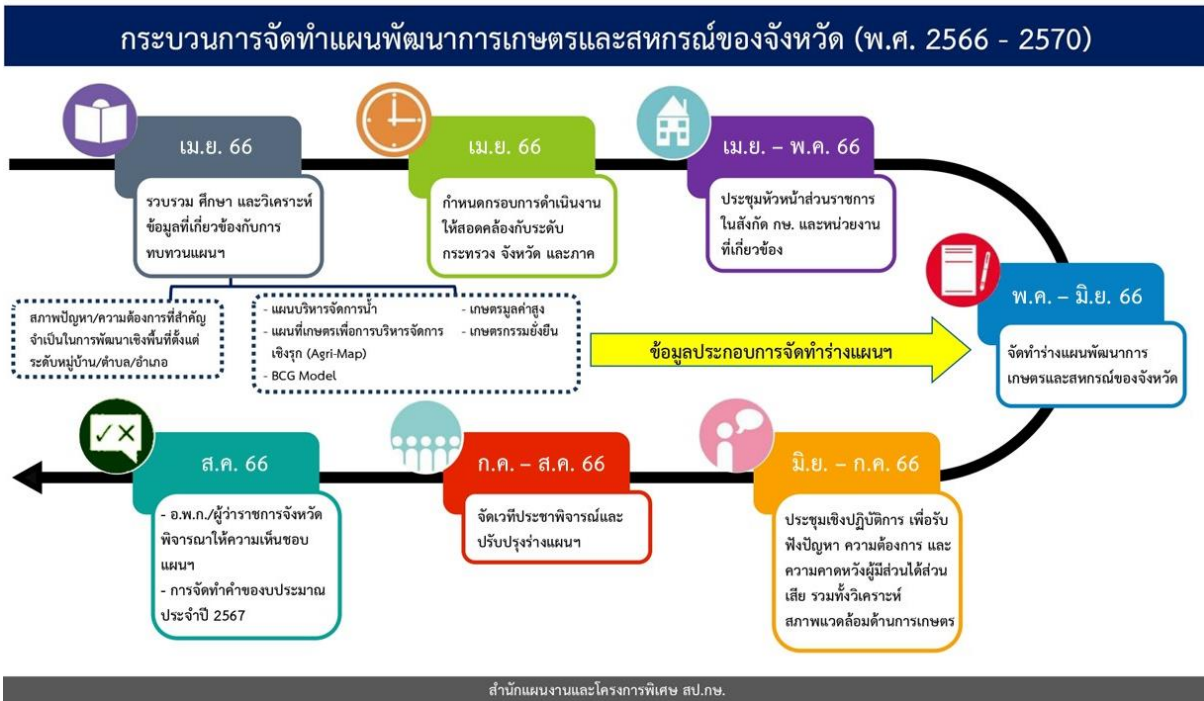 กระบวนการจัดทำแผนพัฒนาการเกษตรและสหกรณ์ของจังหวัด (พ.ศ. 2566 - 2570)
เม.ย. 66
รวบรวม ศึกษา และวิเคราะห์
ข้อมูลที่เกี่ยวข้องกับการ
ทบทวนแผนฯ
เม.ย. 66
กำหนดกรอบการดำเนินงาน
ให้สอดคล้องกับระดับ
กระทรวง จังหวัด และภาค
เม.ย. – พ.ค. 66
ประชุมหัวหน้าส่วนราชการ
ในสังกัด กษ. และหน่วยงาน
ที่เกี่ยวข้อง
สภาพปัญหา/ความต้องการที่สำคัญ
จำเป็นในการพัฒนาเชิงพื้นที่ตั้งแต่
ระดับหมู่บ้าน/ตำบล/อำเภอ
- แผนบริหารจัดการน้ำ
- แผนที่เกษตรเพื่อการบริหารจัดการ
เชิงรุก (Agri-Map)
- BCG Model
- เกษตรมูลค่าสูง
- เกษตรกรรมยั่งยืน
ข้อมูลประกอบการจัดทำร่างแผนฯ
พ.ค. – มิ.ย. 66
จัดทำร่างแผนพัฒนาการ
เกษตรและสหกรณ์ของจังหวัด
มิ.ย. – ก.ค. 66
ประชุมเชิงปฏิบัติการ เพื่อรับ
ฟังปัญหา ความต้องการ และ
ความคาดหวังผู้มีส่วนได้ส่วน
เสีย รวมทั้งวิเคราะห์
สภาพแวดล้อมด้านการเกษตร
ก.ค. – ส.ค. 66
จัดเวทีประชาพิจารณ์และ
ปรับปรุงร่างแผนฯ
ส.ค. 66
- อ.พ.ก./ผู้ว่าราชการจังหวัด
พิจารณาให้ความเห็นชอบ
แผนฯ
- การจัดทำคำของบประมาณ
ประจำปี 2567
สำนักแผนงานและโครงการพิเศษ สป.กษ.